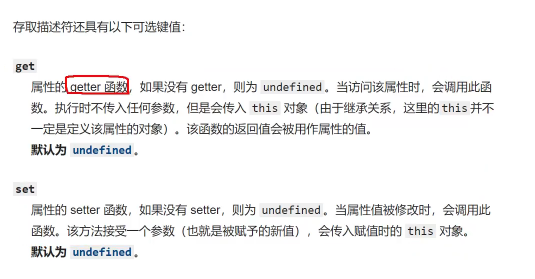 存取描述符还具有以下可选键值：
get
属性的 getter 函数，如果没有 getter，则为 undefined。当访问该属性时，会调用此函
数。执行时不传入任何参数，但是会传入 this 对象（由于继承关系，这里的this并不
一定是定义该属性的对象）。该函数的返回值会被用作属性的值。
默认为 undefined。
set
属性的 setter 函数，如果没有 setter，则为 undefined。当属性值被修改时，会调用此
函数。该方法接受一个参数（也就是被赋予的新值），会传入赋值时的 this 对象。
默认为 undefined。